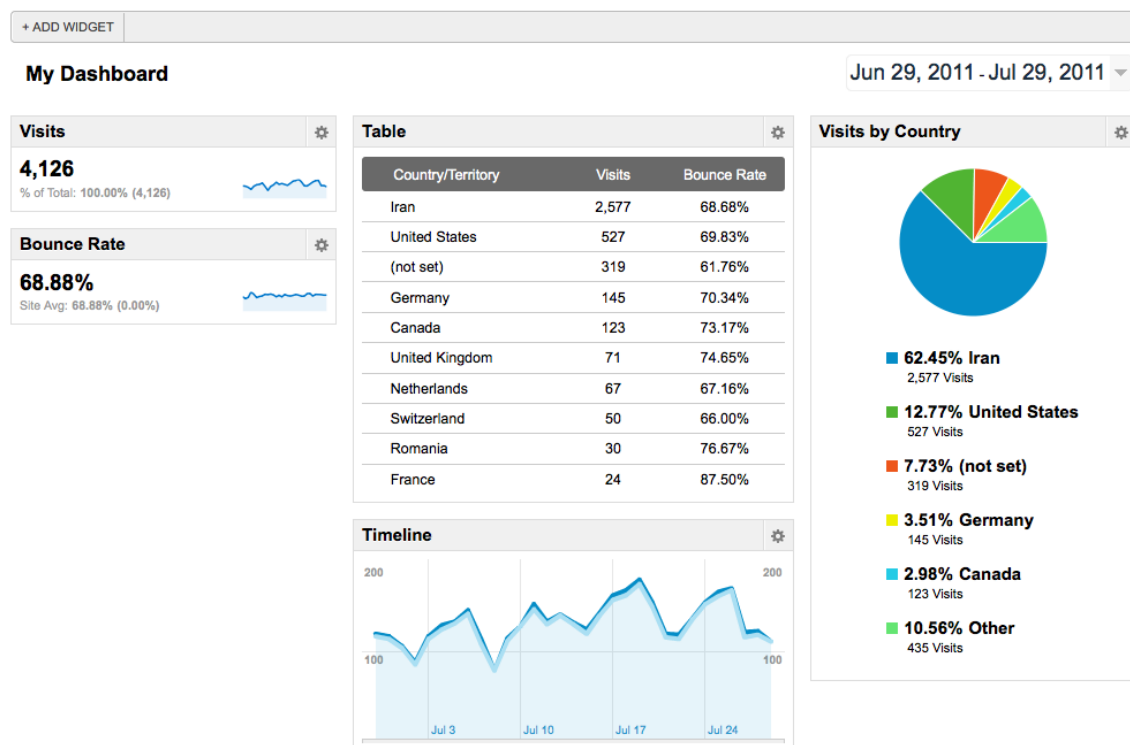 + ADD WIDGET
My Dashboard
Jun 29, 2011 - Jul 29, 2011
Visits
4,126
% of Total: 100.00% (4,126)
Bounce Rate
68.88%
Site Avg: 68.88% (0.00%)
Table
Country/Territory Visits Bounce Rate
Iran 2,577 68.68%
United States 527 69.83%
(not set) 319 61.76%
Germany 145 70.34%
Canada 123 73.17%
United Kingdom 71 74.65%
Netherlands 67 67.16%
Switzerland 50 66.00%
Romania 30 76.67%
France 24 87.50%
Timeline
200 200
100 100
Jul 3 Jul 10 Jul 17 Jul 24
Visits by Country
62.45% Iran
2,577 Visits
12.77% United States
527 Visits
7.73% (not set)
319 Visits
3.51% Germany
145 Visits
2.98% Canada
123 Visits
10.56% Other
435 Visits